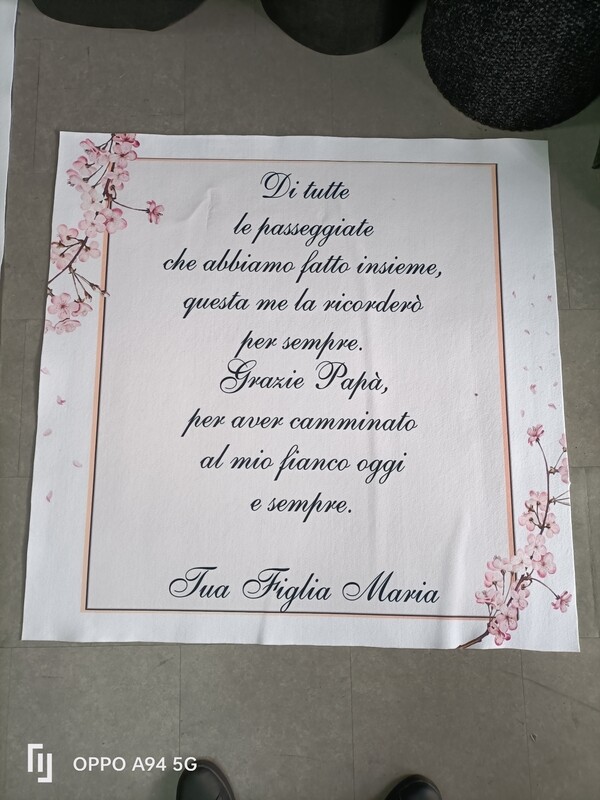 Di tutte
le passeggiate
che abbiamo fatto insieme,
questa me la ricorderò
per sempre.
Grazie Papà,
per aver camminato
al mio fianco oggi
e sempre.
Tua Figlia Maria
OPPO A94 5G